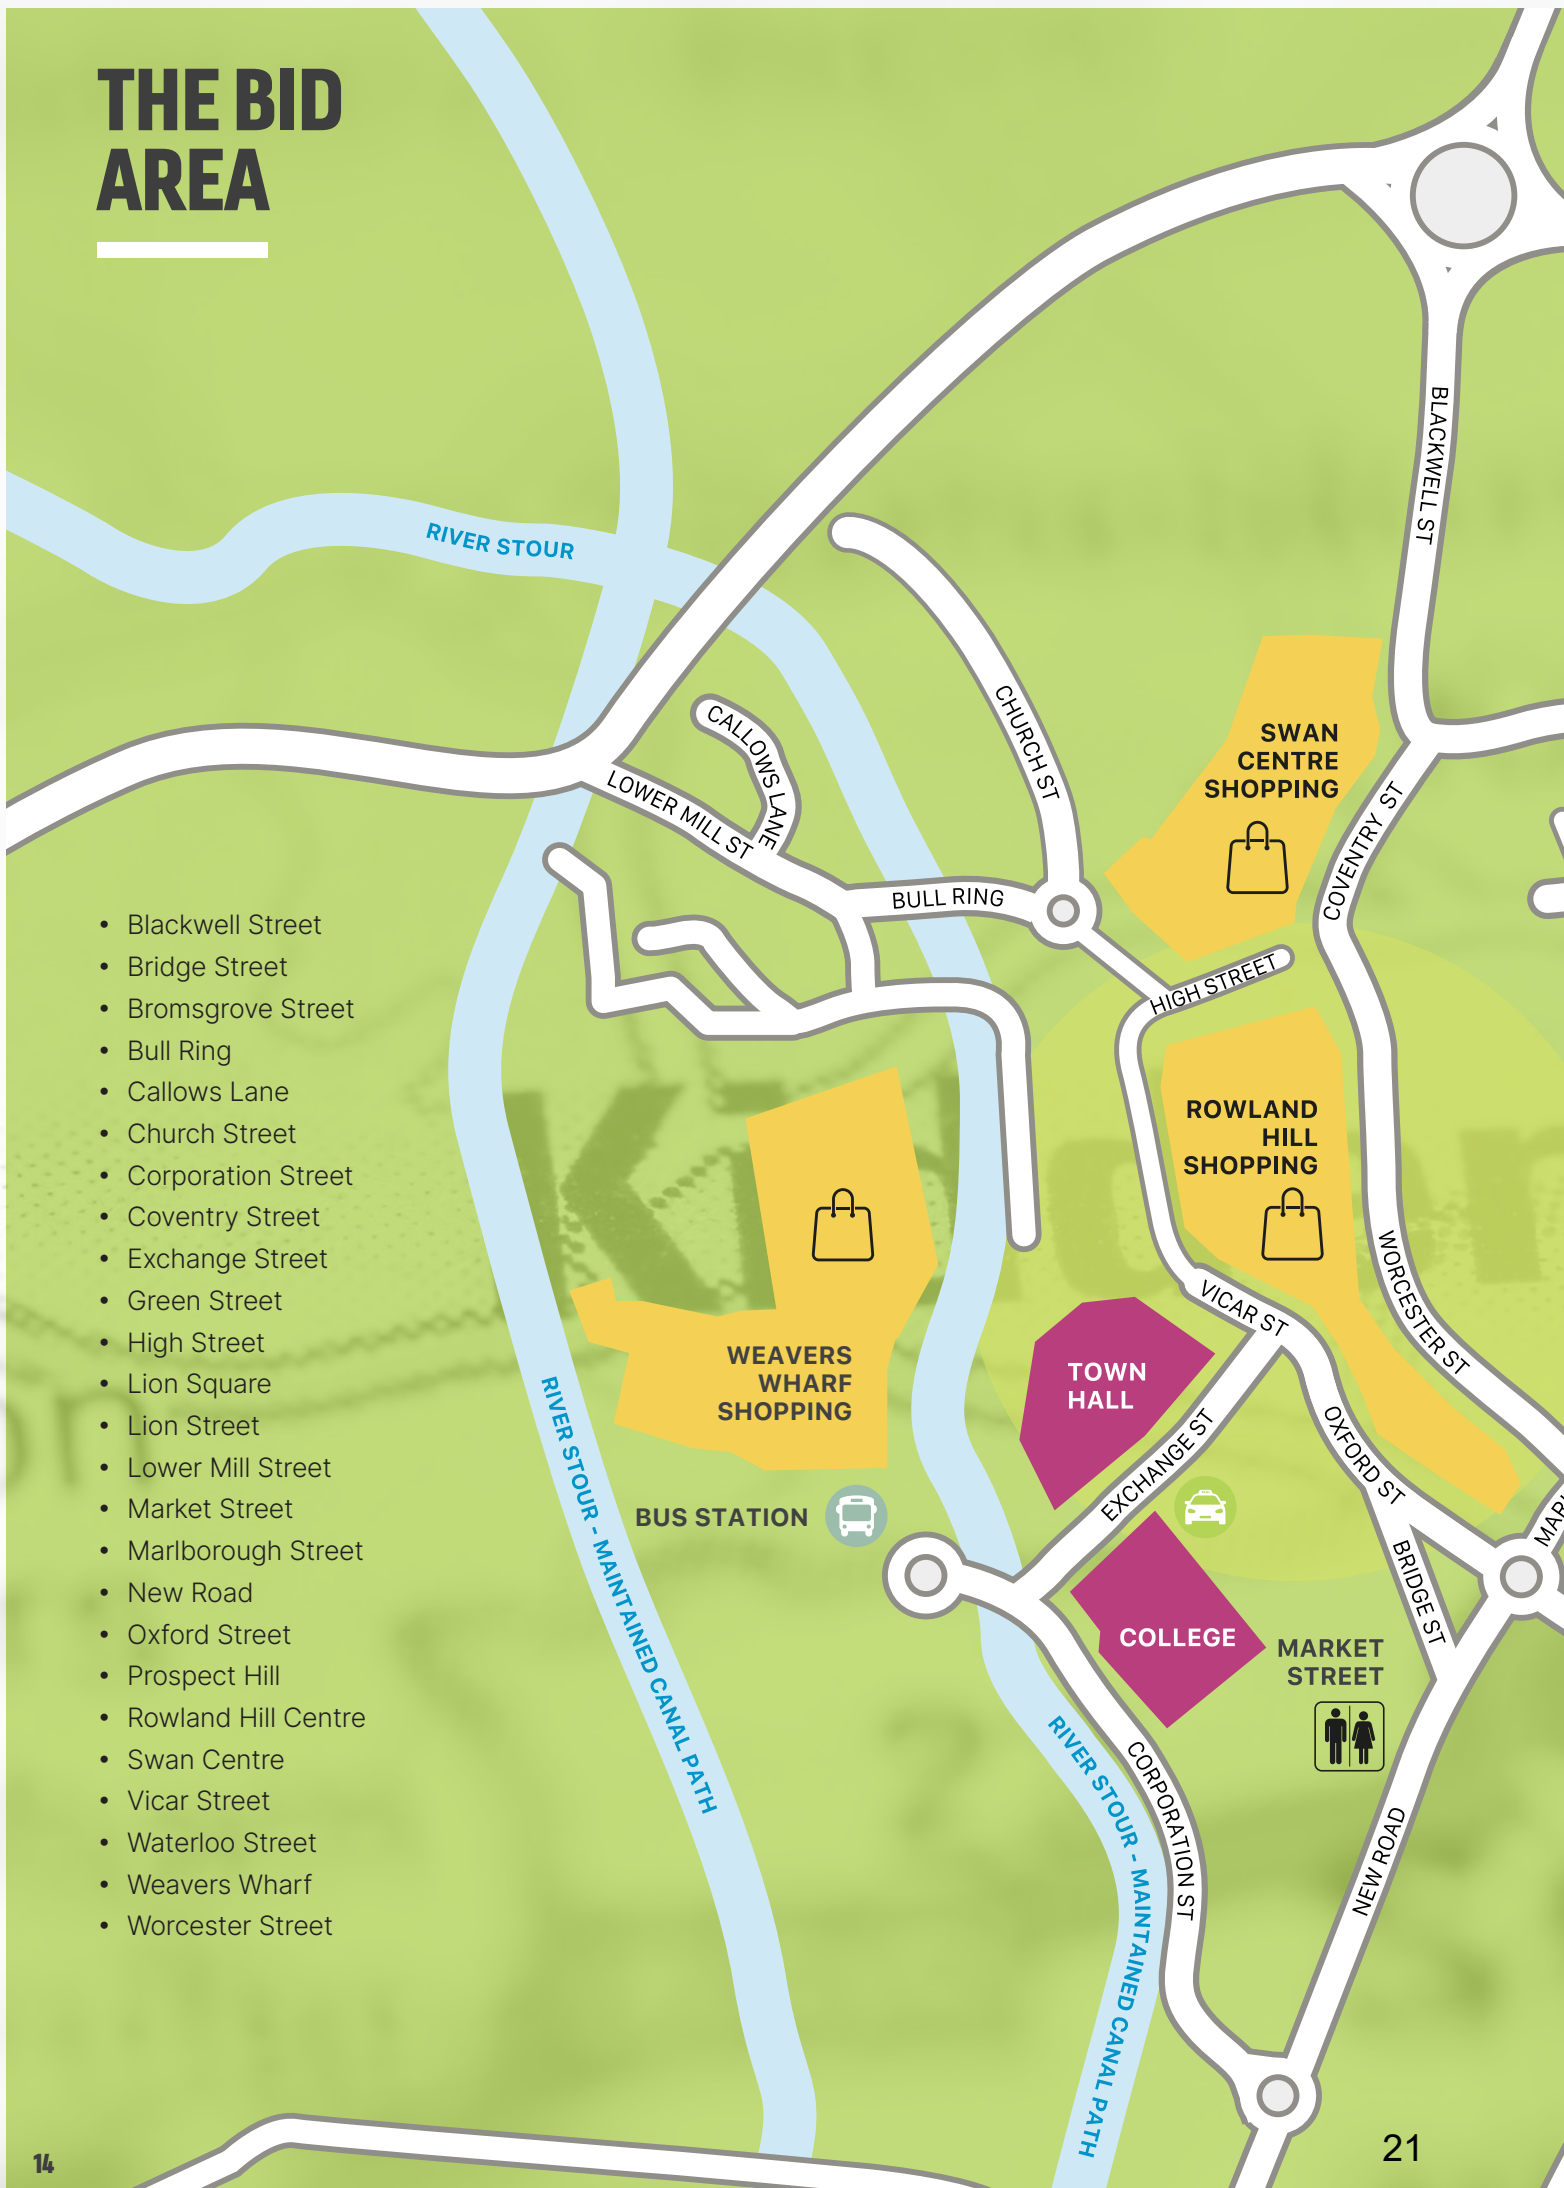 THE BID
AREA
• Blackwell Street
• Bridge Street
• Bromsgrove Street
• Bull Ring
• Callows Lane
• Church Street
• Corporation Street
• Coventry Street
• Exchange Street
• Green Street
• High Street
• Lion Square
• Lion Street
• Lower Mill Street
• Market Street
• Marlborough Street
• New Road
• Oxford Street
• Prospect Hill
• Rowland Hill Centre
• Swan Centre
• Vicar Street
• Waterloo Street
• Weavers Wharf
• Worcester Street
RIVER STOUR
BLACKWELL ST
CHURCH ST
CALLOWS LANE
LOWER MILL ST
BULL RING
SWAN
CENTRE
SHOPPING
COVENTRY ST
HIGH STREET
ROWLAND
HILL
SHOPPING
WORCESTER ST
VICAR ST
WEAVERS
WHARF
SHOPPING
TOWN
HALL
EXCHANGE ST
OXFORD ST
BUS STATION
BRIDGE ST
COLLEGE
MARKET
STREET
RIVER STOUR - MAINTAINED CANAL PATH
RIVER STOUR - MAINTAINED CANAL PATH
CORPORATION ST
NEW ROAD
14
21